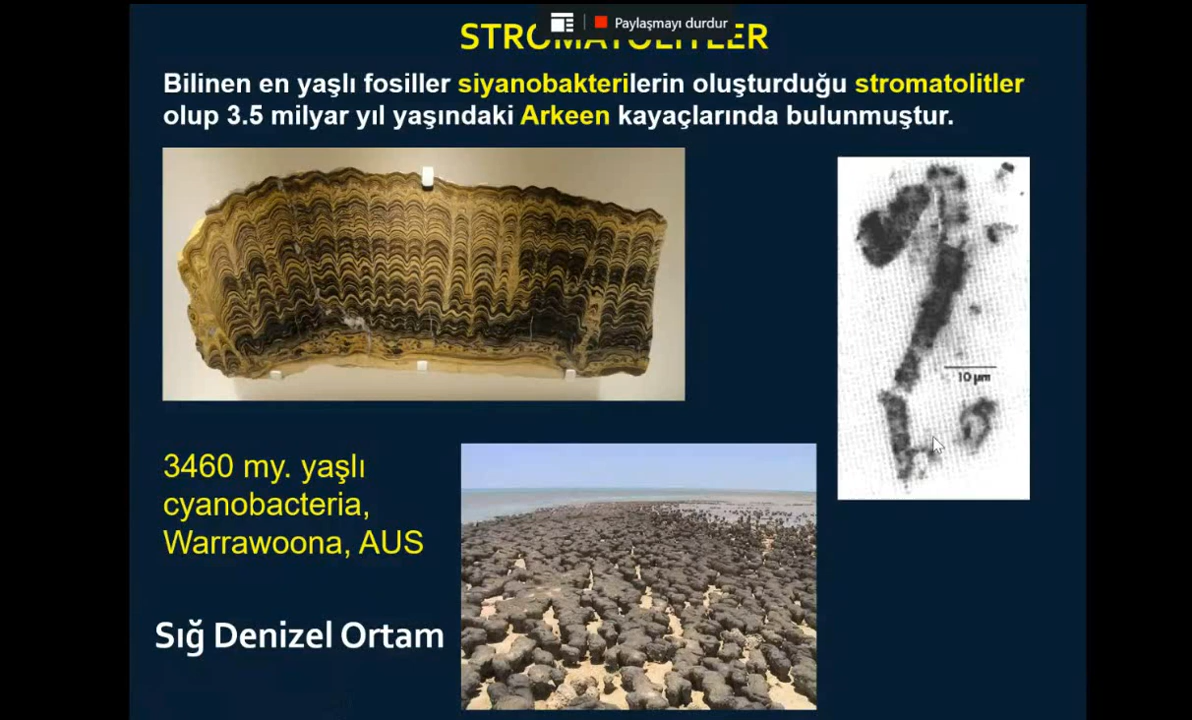 Paylaşmayı durdur
STROMATOLİTLER
Bilinen en yaşlı fosiller siyanobakterilerin oluşturduğu stromatolitler
olup 3.5 milyar yıl yaşındaki Arkeen kayaçlarında bulunmuştur.
10 µm
3460 my. yaşlı
cyanobacteria,
Warrawoona, AUS
Sığ Denizel Ortam